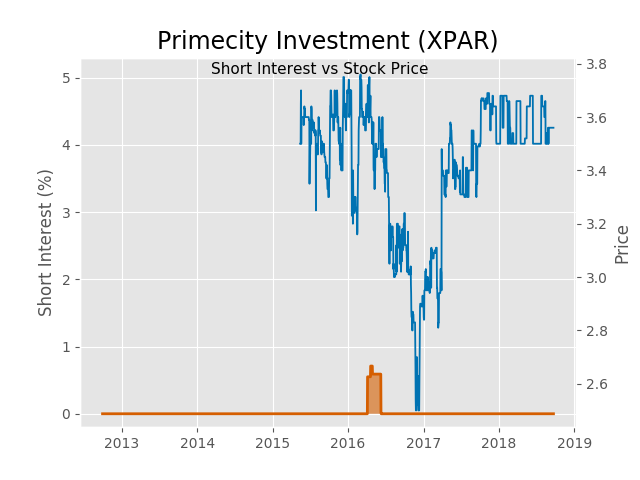 Primecity Investment (XPAR)
Short Interest vs Stock Price
Short Interest (%)
5
4
3
2
1
0
3.8
3.6
3.4
3.2
3.0
2.8
2.6
Price
2013 2014 2015 2016 2017 2018 2019